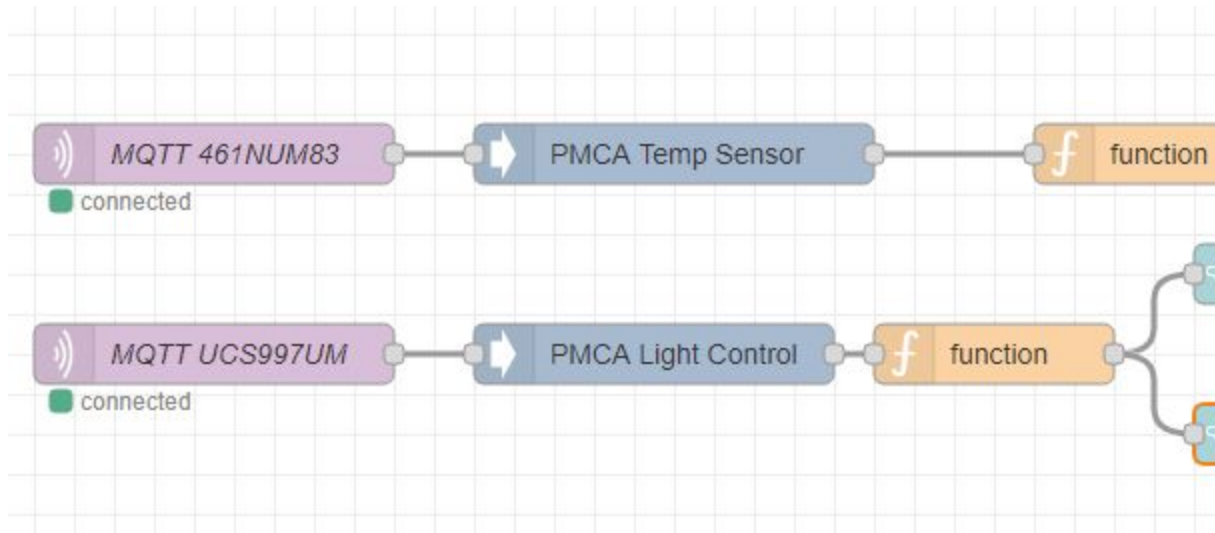 MQTT 461NUM83
PMCA Temp Sensor
function
connected
MQTT UCS997UM
PMCA Light Control
function
connected